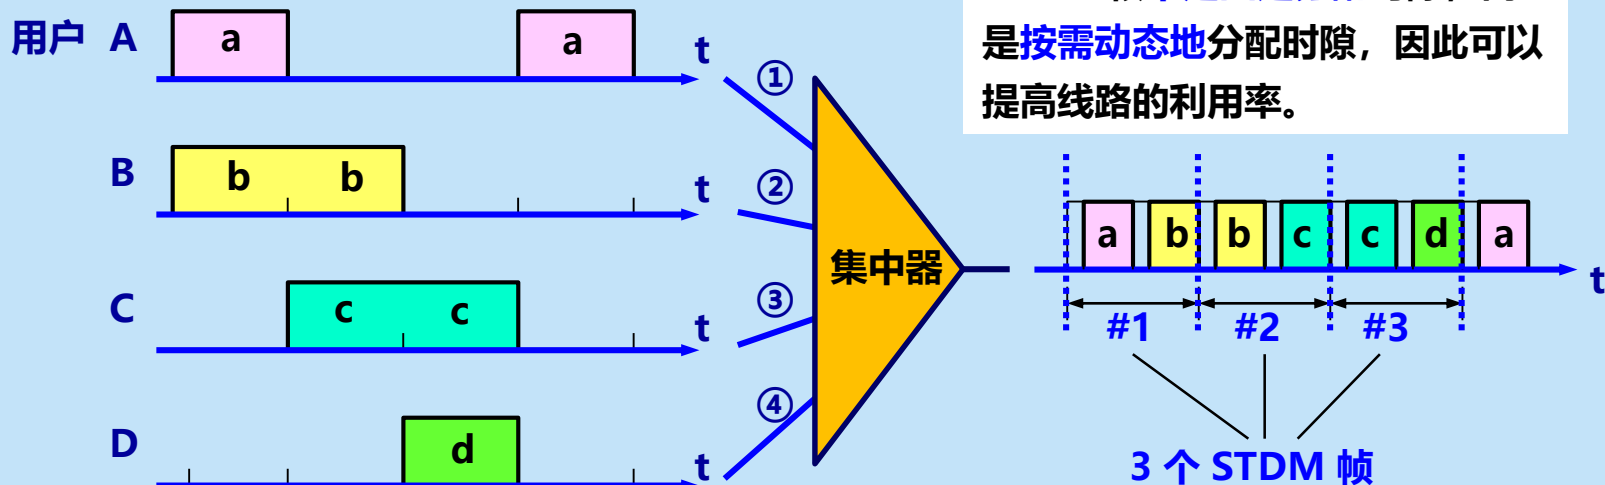 是按需动态地分配时隙，因此可以
提高线路的利用率。
用户 A a a t
①
B b b t
②
集中器
a b b c c d a
t
C c c t
③
#1 #2 #3
D d t
④
3 个 STDM 帧